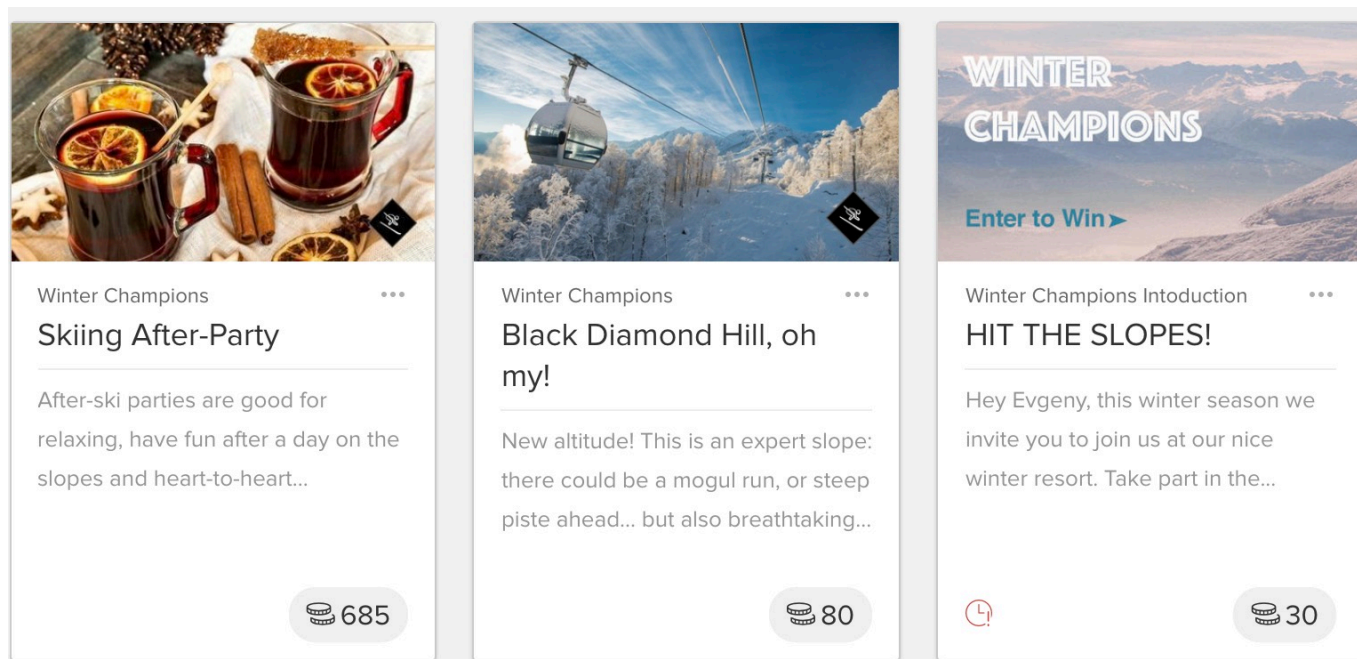 Winter Champions
Skiing After-Party
After-ski parties are good for
relaxing, have fun after a day on the
slopes and heart-to-heart...
685
Winter Champions
Black Diamond Hill, oh
my!
New altitude! This is an expert slope:
there could be a mogul run, or steep
piste ahead... but also breathtaking...
80
WINTER
CHAMPIONS
Enter to Win
Winter Champions Intoduction
HIT THE SLOPES!
Hey Evgeny, this winter season we
invite you to join us at our nice
winter resort. Take part in the...
30